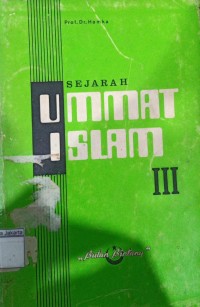 Prof. Dr. Hamka
SEJARAH
UMMAT
ISLAM
III
„Bulan Bintang"